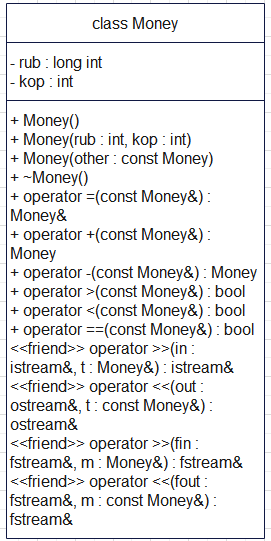 class Money
- rub : long int
- kop : int
+ Money()
+ Money(rub : int, kop : int)
+ Money(other : const Money)
+ ~Money()
+ operator =(const Money&) :
Money&
+ operator +(const Money&) :
Money
+ operator -(const Money&) : Money
+ operator >(const Money&) : bool
+ operator <(const Money&) : bool
+ operator ==(const Money&) : bool
<<friend>> operator >>(in :
istream&, t : Money&) : istream&
<<friend>> operator <<(out :
ostream&, t : const Money&) :
ostream&
<<friend>> operator >>(fin :
fstream&, m : Money&) : fstream&
<<friend>> operator <<(fout :
fstream&, m : const Money&) :
fstream&